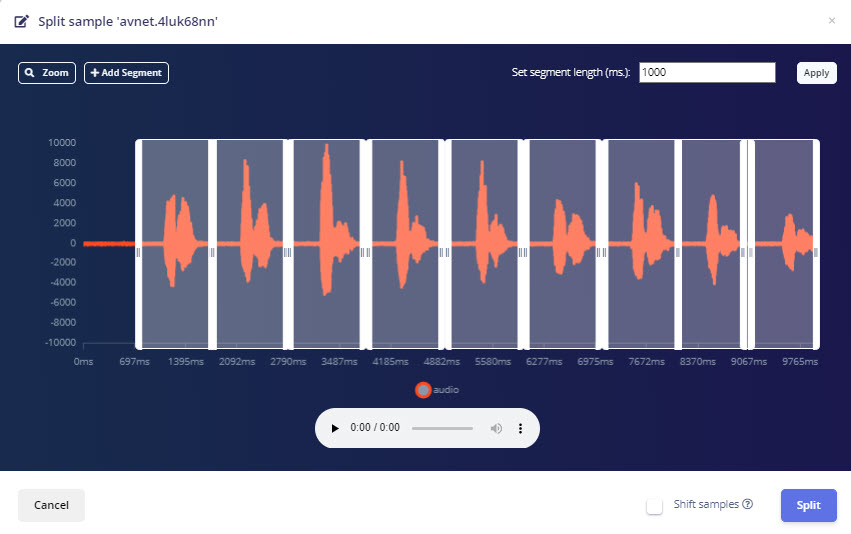 Split sample 'avnet.4luk68nn'
×
Zoom
+ Add Segment
Set segment length (ms.):
1000
Apply
10000
8000
6000
4000
2000
0
-2000
-4000
-6000
-8000
-10000
0ms 697ms 1395ms 2092ms 2790ms 3487ms 4185ms 4882ms 5580ms 6277ms 6975ms 7672ms 8370ms 9067ms 9765ms
audio
0:00 / 0:00
Cancel
Shift samples ?
Split